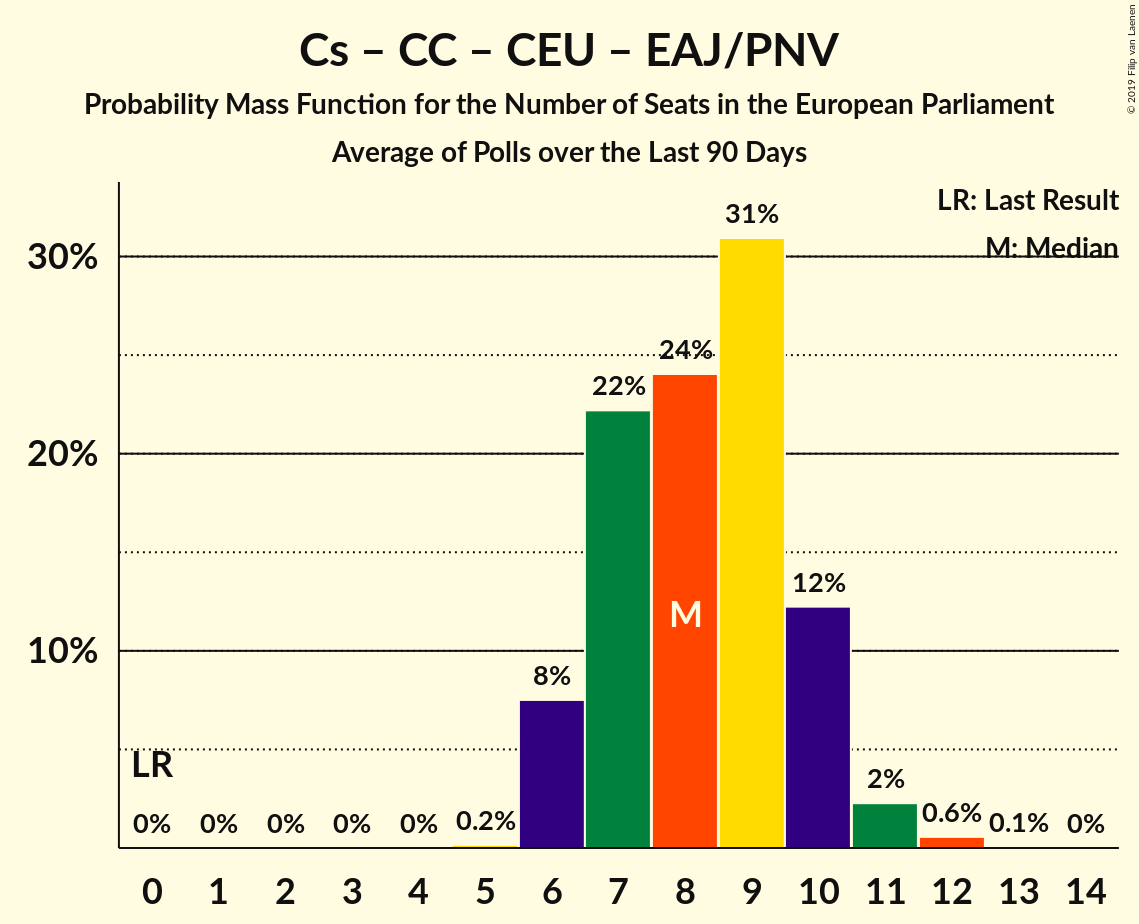 Cs – CC – CEU – EAJ/PNV
Probability Mass Function for the Number of Seats in the European Parliament
Average of Polls over the Last 90 Days
© 2019 Filip van Laenen
LR: Last Result
M: Median
30%
20%
10%
31%
24%
22%
12%
8%
2%
0.6%
0.1%
0%
LR
0% 0% 0% 0% 0% 0.2%
M
0 1 2 3 4 5 6 7 8 9 10 11 12 13 14